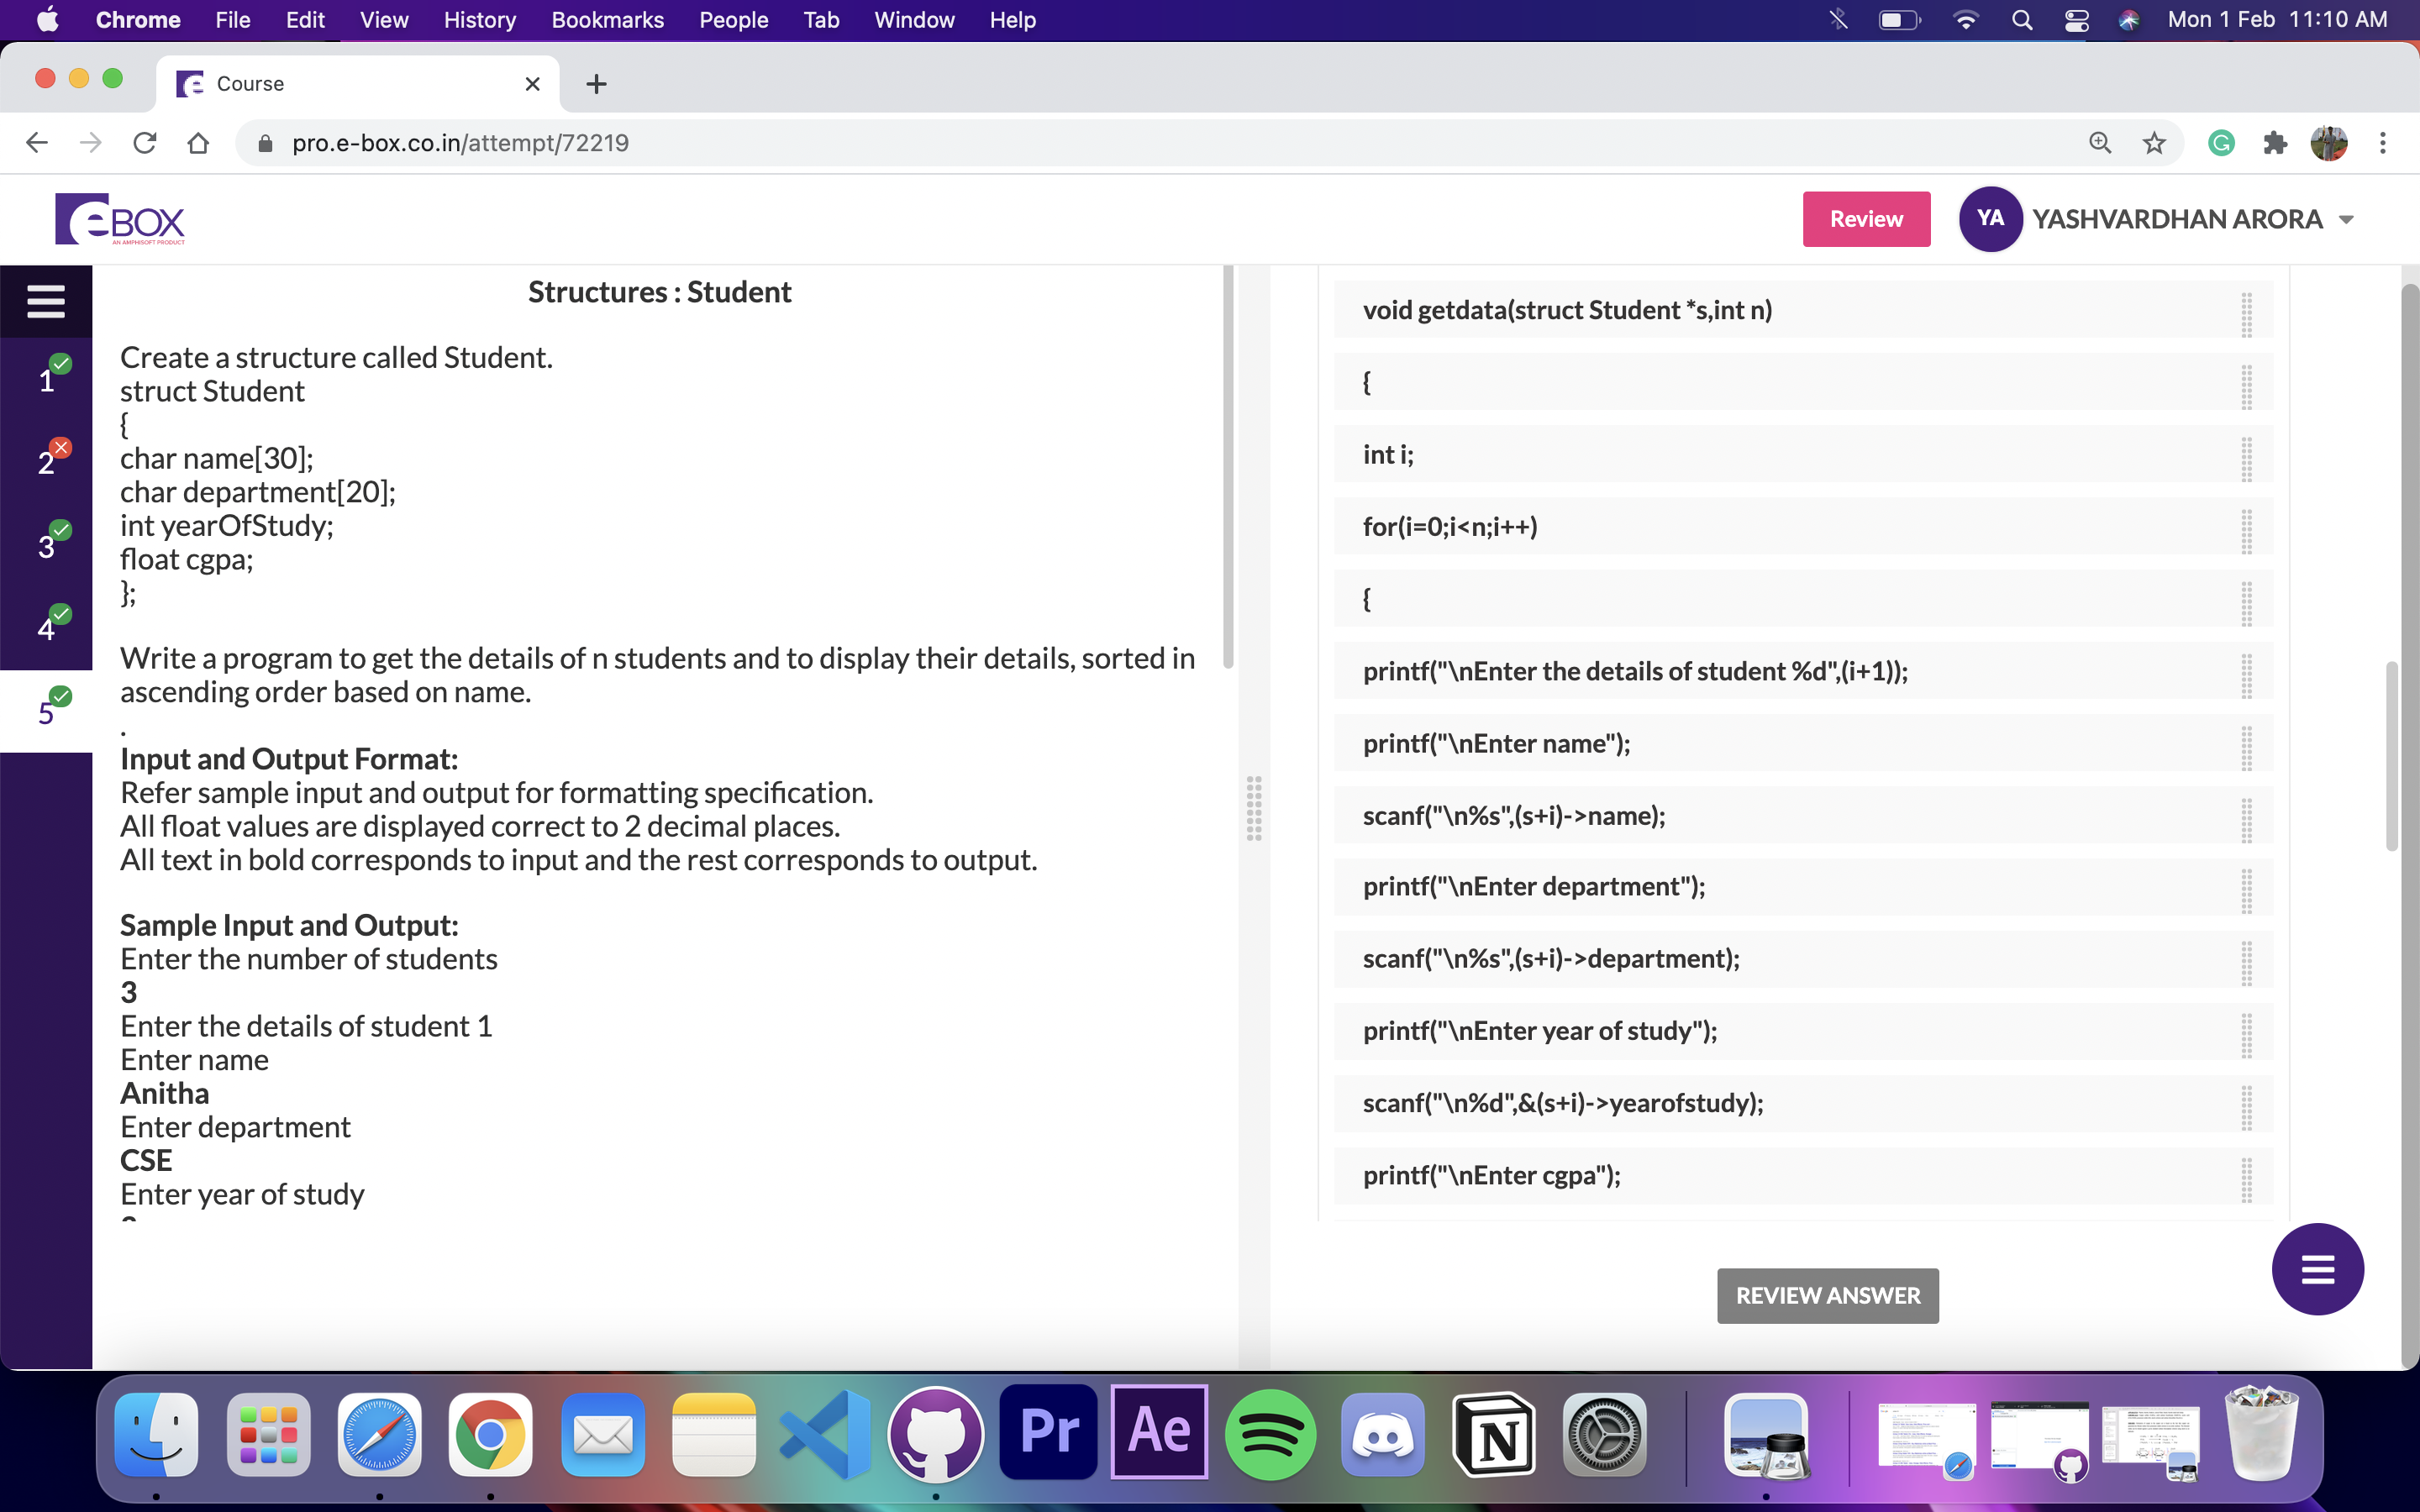 Chrome File Edit View History Bookmarks People Tab Window Help Mon 1 Feb 11:10 AM
Course
pro.e-box.co.in/attempt/72219
eBOX
AN AMPHISOFT PRODUCT
Review YA YASHVARDHAN ARORA
1
2
3
4
5
Structures : Student
Create a structure called Student.
struct Student
{
char name[30];
char department[20];
int yearOfStudy;
float cgpa;
};
Write a program to get the details of n students and to display their details, sorted in
ascending order based on name.
.
Input and Output Format:
Refer sample input and output for formatting specification.
All float values are displayed correct to 2 decimal places.
All text in bold corresponds to input and the rest corresponds to output.
Sample Input and Output:
Enter the number of students
3
Enter the details of student 1
Enter name
Anitha
Enter department
CSE
Enter year of study
void getdata(struct Student *s,int n)
{
int i;
for(i=0;i<n;i++)
{
printf("\nEnter the details of student %d",(i+1));
printf("\nEnter name");
scanf("\n%s",(s+i)->name);
printf("\nEnter department");
scanf("\n%s",(s+i)->department);
printf("\nEnter year of study");
scanf("\n%d",&(s+i)->yearofstudy);
printf("\nEnter cgpa");
REVIEW ANSWER
Pr
Ae
N